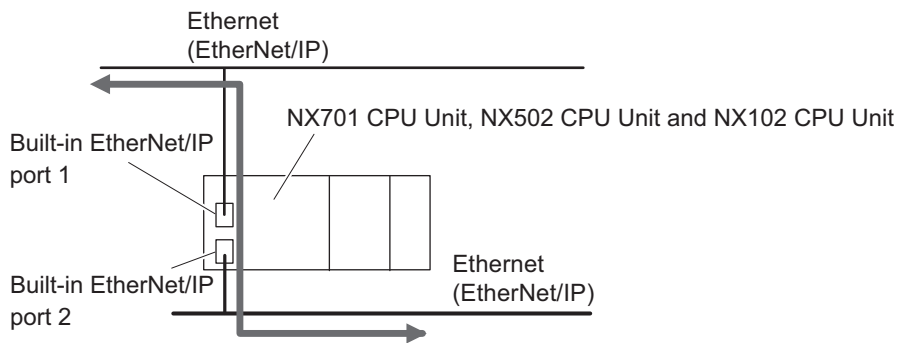 Ethernet
(EtherNet/IP)
NX701 CPU Unit, NX502 CPU Unit and NX102 CPU Unit
Built-in EtherNet/IP
port 1
Built-in EtherNet/IP
port 2
Ethernet
(EtherNet/IP)